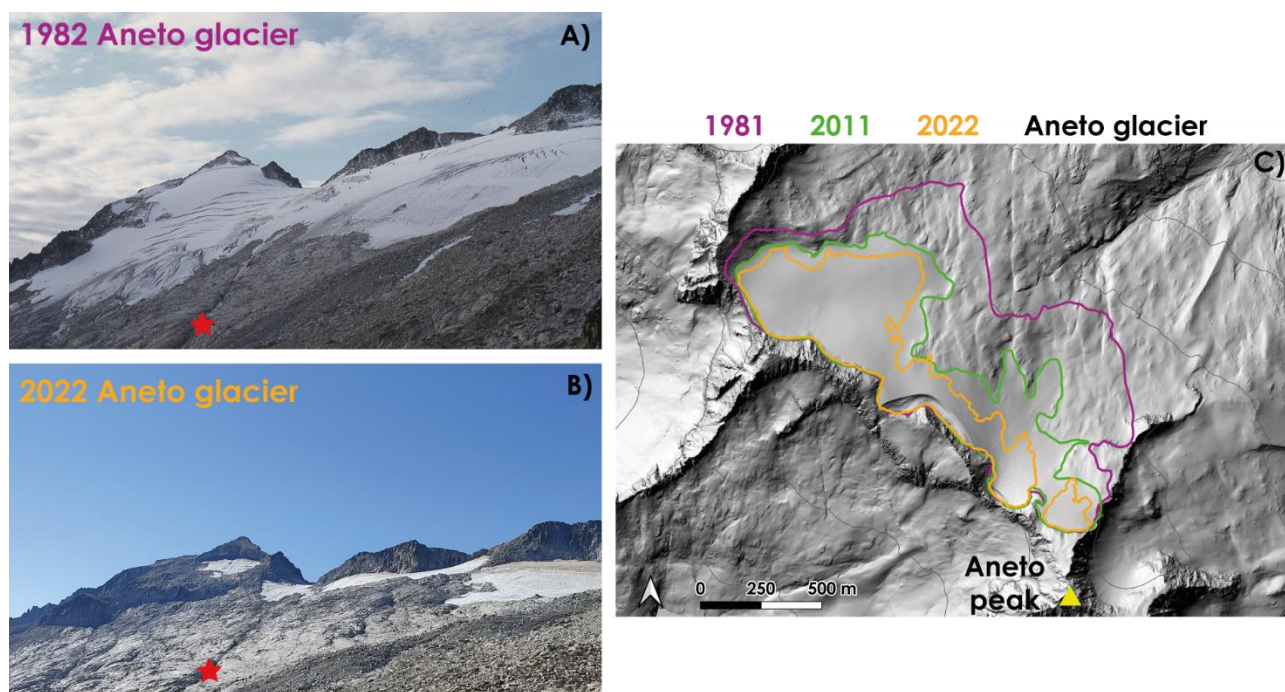 1982 Aneto glacier
A)
2022 Aneto glacier
B)
1981 2011 2022 Aneto glacier
C)
Aneto
peak
0 250 500 m